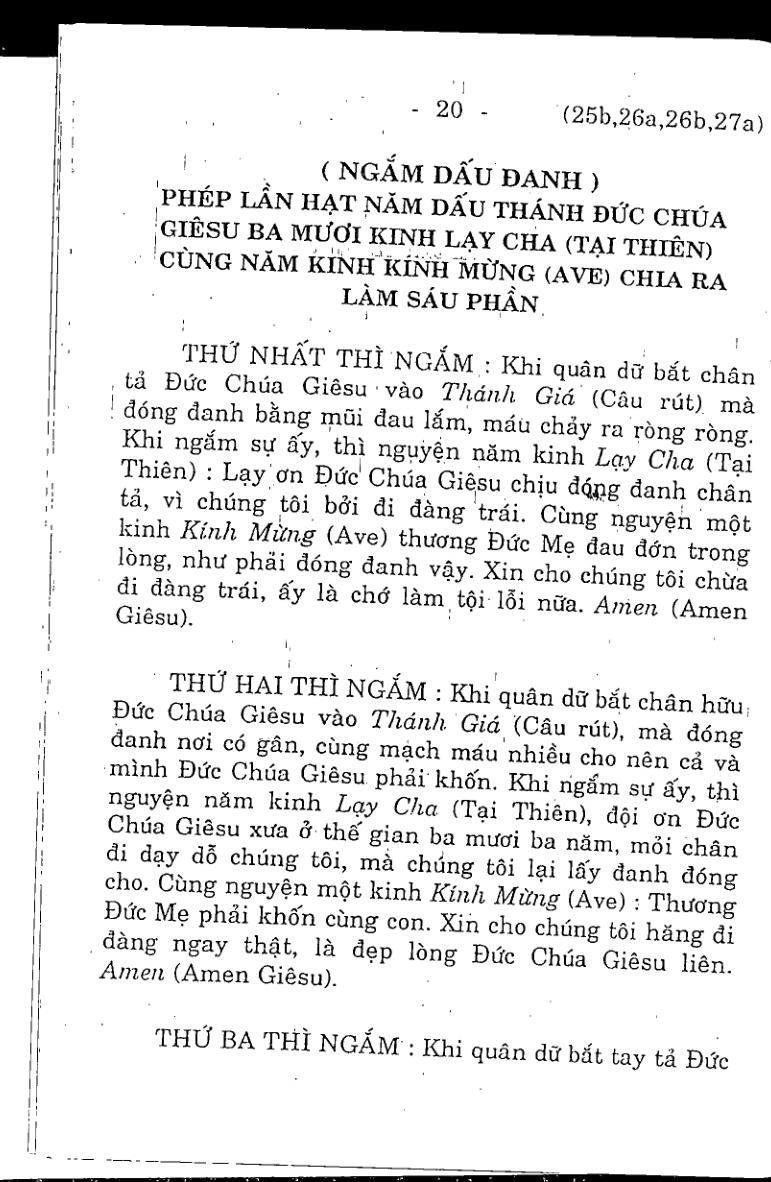 - 20 - (25b,26a,26b,27a)
( NGẮM DẤU ĐANH )
PHÉP LẦN HẠT NĂM DẤU THÁNH ĐỨC CHÚA
GIÊSU BA MƯƠI KINH LẠY CHA (TẠI THIÊN)
CÙNG NĂM KINH KÍNH MỪNG (AVE) CHIA RA
LÀM SÁU PHẦN
THỨ NHẤT THÌ NGẮM : Khi quân dữ bắt chân
tả Đức Chúa Giêsu vào Thánh Giá (Câu rút) mà
đóng đanh bằng mũi đau lắm, máu chảy ra ròng ròng.
Khi ngắm sự ấy, thì nguyện năm kinh Lạy Cha (Tại
Thiên) : Lạy ơn Đức Chúa Giêsu chịu đóng đanh chân
tả, vì chúng tôi bởi đi đàng trái. Cùng nguyện một
kinh Kính Mừng (Ave) thương Đức Mẹ đau đớn trong
lòng, như phải đóng đanh vậy. Xin cho chúng tôi chừa
đi đàng trái, ấy là chớ làm tội lỗi nữa. Amen (Amen
Giêsu).
THỨ HAI THÌ NGẮM : Khi quân dữ bắt chân hữu
Đức Chúa Giêsu vào Thánh Giá (Câu rút), mà đóng
đanh nơi có gân, cùng mạch máu nhiều cho nên cả và
mình Đức Chúa Giêsu phải khốn. Khi ngắm sự ấy, thì
nguyện năm kinh Lạy Cha (Tại Thiên), đội ơn Đức
Chúa Giêsu xưa ở thế gian ba mươi ba năm, mỏi chân
đi dạy dỗ chúng tôi, mà chúng tôi lại lấy đanh đóng
cho. Cùng nguyện một kinh Kính Mừng (Ave) : Thương
Đức Mẹ phải khốn cùng con. Xin cho chúng tôi hăng đi
đàng ngay thật, là đẹp lòng Đức Chúa Giêsu liên.
Amen (Amen Giêsu).
THỨ BA THÌ NGẮM : Khi quân dữ bắt tay tả Đức